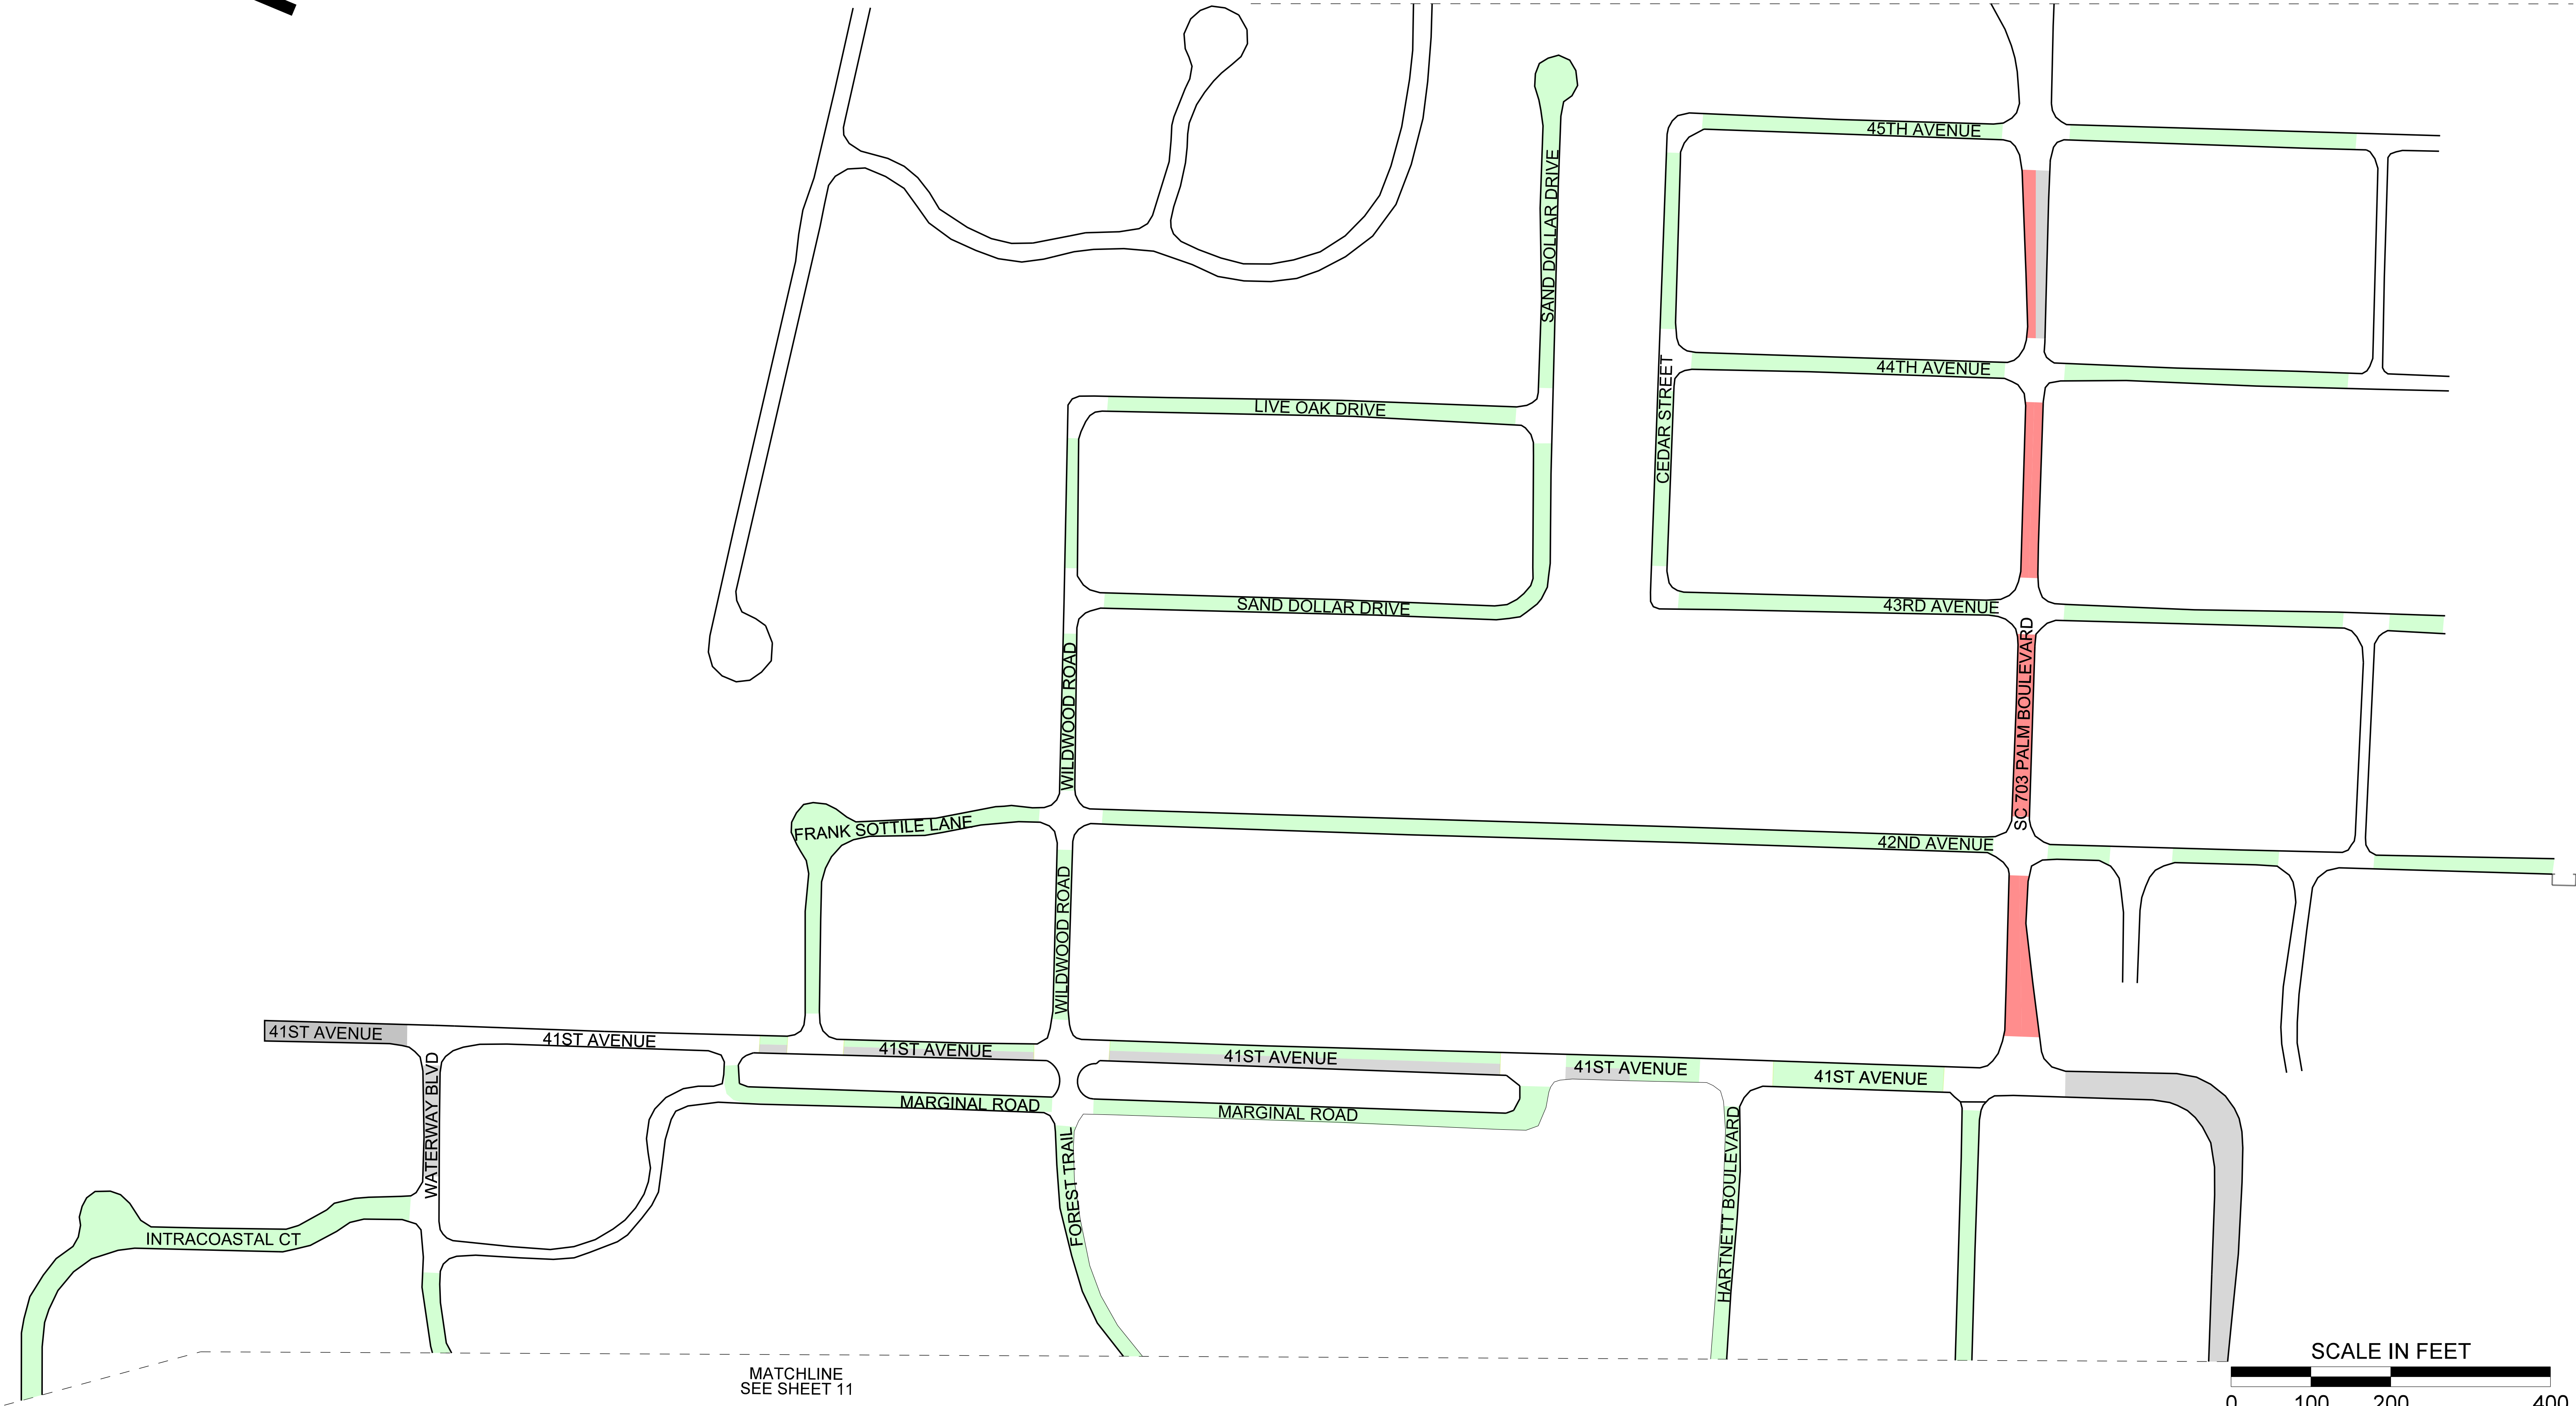 45TH AVENUE
SAND DOLLAR DRIVE
44TH AVENUE
CEDAR STREET
LIVE OAK DRIVE
SAND DOLLAR DRIVE
43RD AVENUE
SC 703 PALM BOULEVARD
WILDWOOD ROAD
FRANK SOTTILE LANE
42ND AVENUE
WILDWOOD ROAD
41ST AVENUE
41ST AVENUE
41ST AVENUE
41ST AVENUE
41ST AVENUE
41ST AVENUE
WATERWAY BLVD
MARGINAL ROAD
MARGINAL ROAD
FOREST TRAIL
HARTNETT BOULEVARD
INTRACOASTAL CT
MATCHLINE
SEE SHEET 11
SCALE IN FEET
0 100 200 400